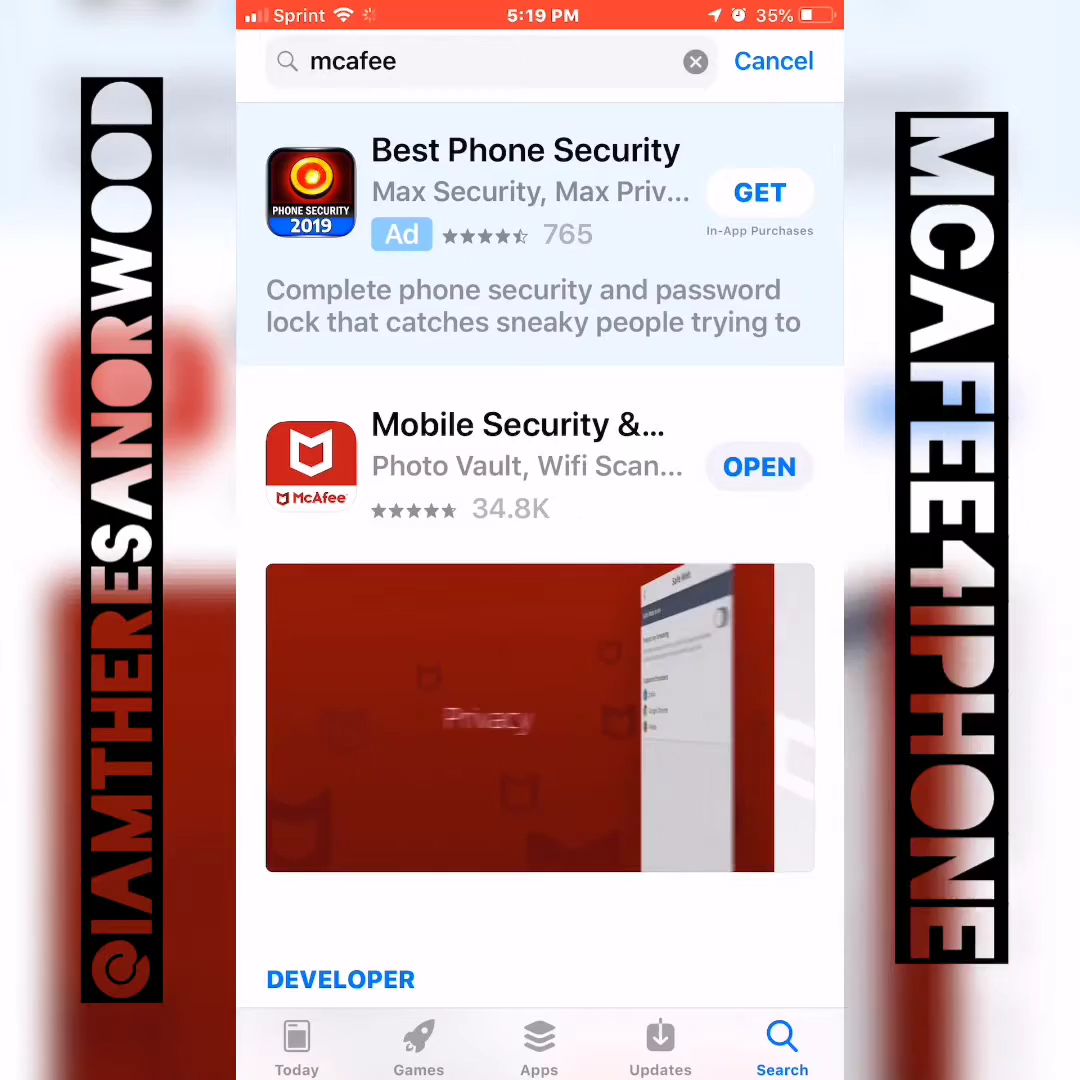 @IAMTHERESANORWOOD
Sprint 5:19 PM 35%
mcafee Cancel
Best Phone Security
Max Security, Max Priv...
GET
In-App Purchases
PHONE SECURITY
2019
Ad 765
Complete phone security and password
lock that catches sneaky people trying to
Mobile Security &...
Photo Vault, Wifi Scan...
OPEN
McAfee
34.8K
Privacy
Safe Web
DEVELOPER
Today Games Apps Updates Search
MCAFEE4IPHONE